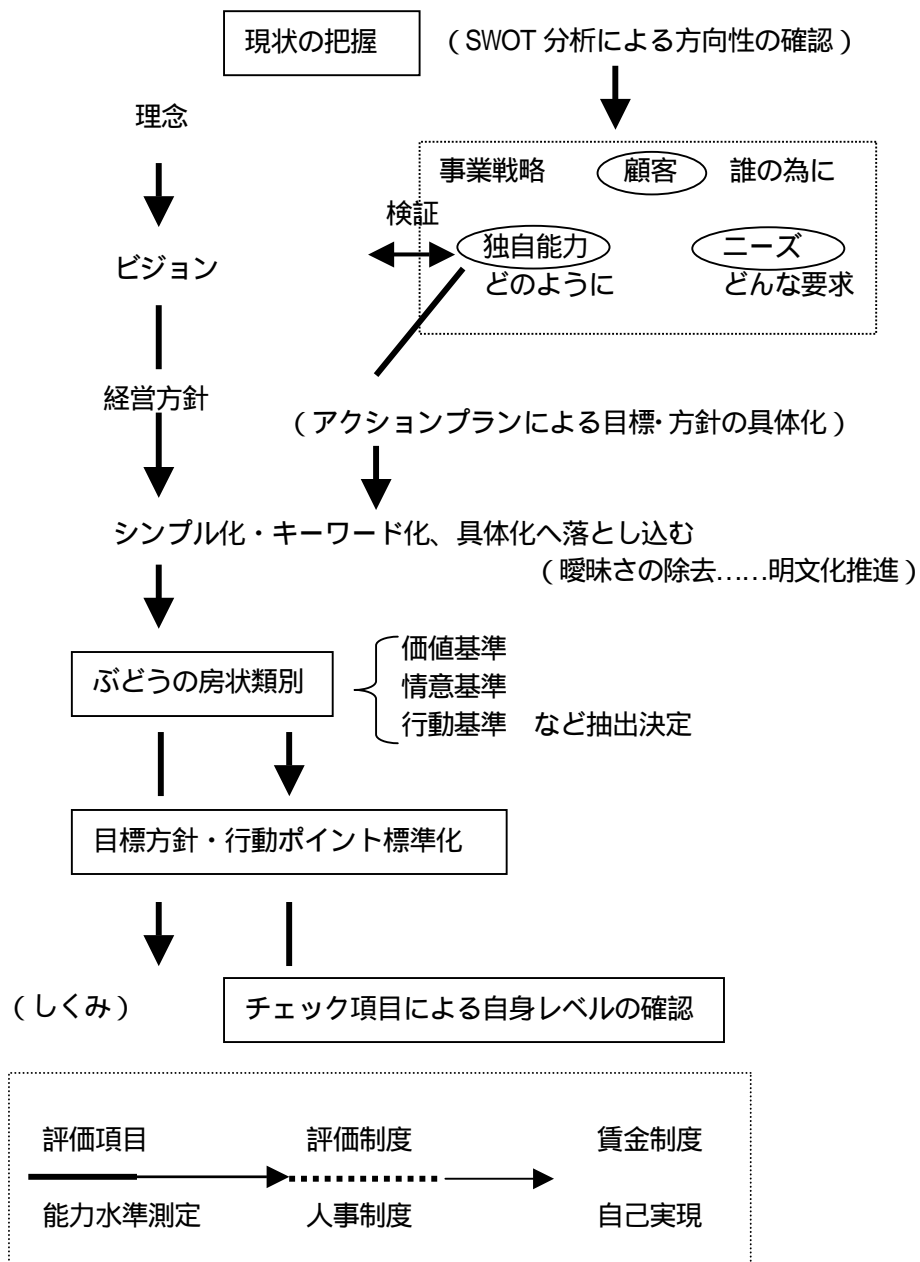 現状の把握 （SWOT 分析による方向性の確認）
理念
事業戦略 顧客 誰の為に
検証
独自能力 ニーズ
ビジョン
どのように どんな要求
経営方針
（アクションプランによる目標・方針の具体化）
シンプル化・キーワード化、具体化へ落とし込む
（曖昧さの除去……明文化推進）
ぶどうの房状類別
価値基準
情意基準
行動基準　など抽出決定
目標方針・行動ポイント標準化
（しくみ） チェック項目による自身レベルの確認
評価項目 評価制度 賃金制度
能力水準測定 人事制度 自己実現